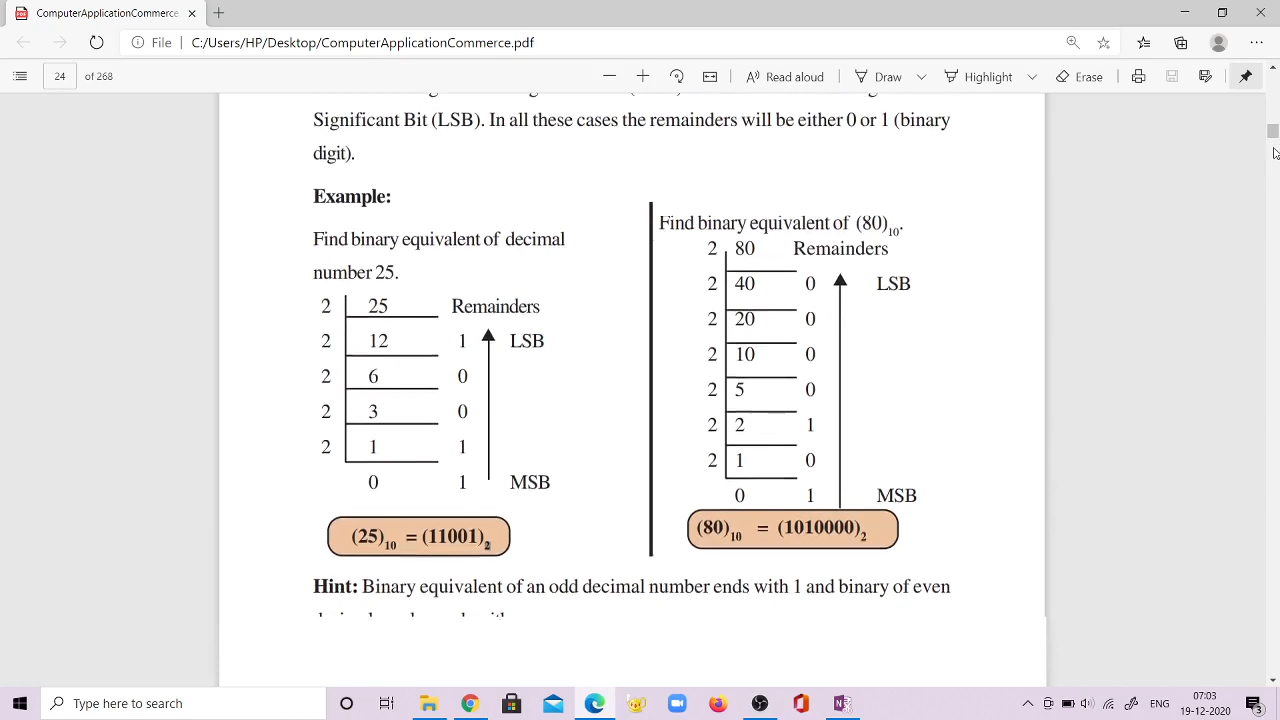 ComputerApplicationCommerce
File C:/Users/HP/Desktop/ComputerApplicationCommerce.pdf
24 of 268 Read aloud Draw Highlight Erase
Significant Bit (LSB). In all these cases the remainders will be either 0 or 1 (binary
digit).
Example:
Find binary equivalent of decimal
number 25.
2 25 Remainders
2 12 1 LSB
2 6 0
2 3 0
2 1 1
0 1 MSB
(25)10 = (11001)2
Find binary equivalent of (80)10.
2 80 Remainders
2 40 0 LSB
2 20 0
2 10 0
2 5 0
2 2 1
2 1 0
0 1 MSB
(80)10 = (1010000)2
Hint: Binary equivalent of an odd decimal number ends with 1 and binary of even
Type here to search
ENG
07:03
19-12-2020
3